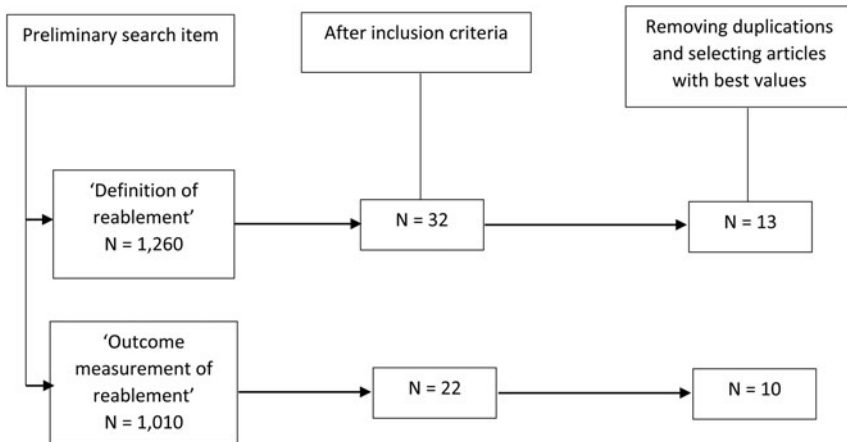 Preliminary search item
After inclusion criteria
Removing duplications
and selecting articles
with best values
‘Definition of
reablement’
N = 1,260
N = 32
N = 13
‘Outcome
measurement of
reablement’
N = 1,010
N = 22
N = 10